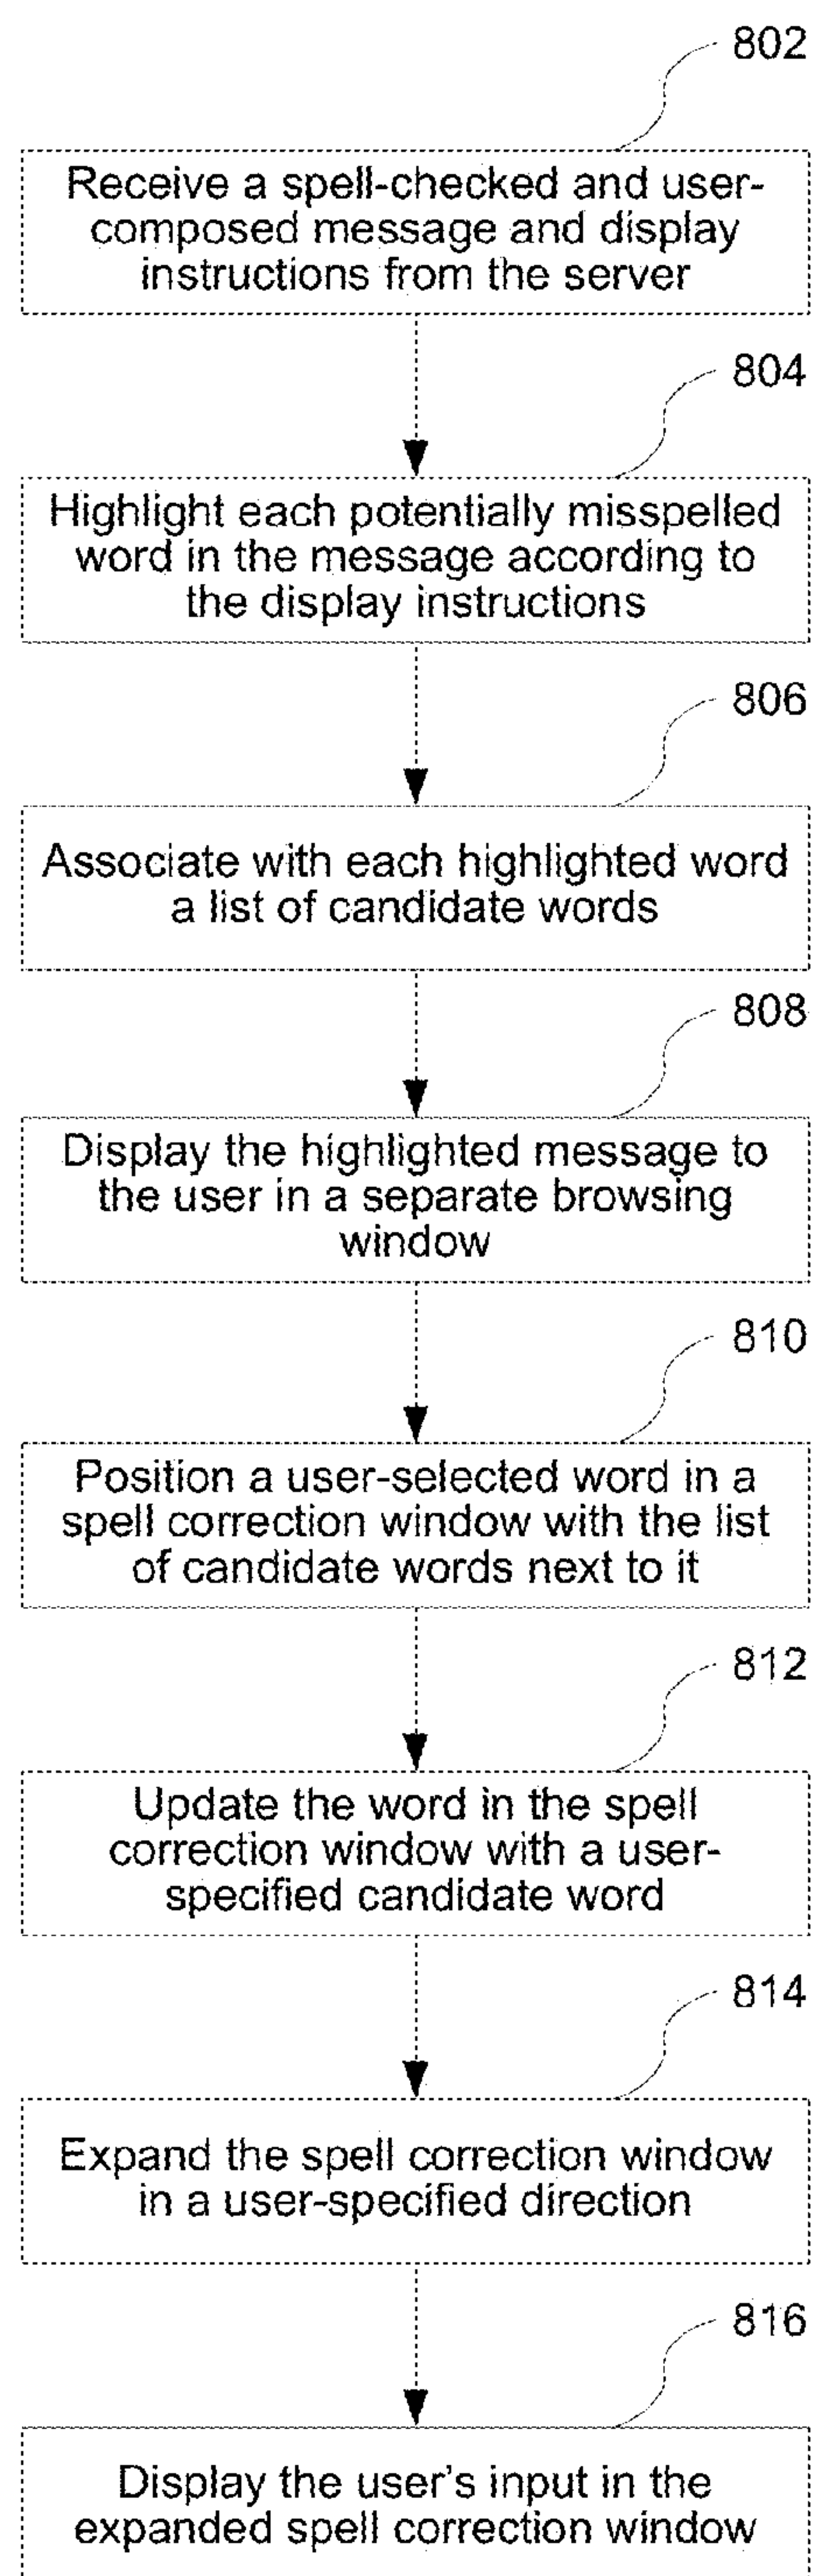 802
Receive a spell-checked and user-
composed message and display
instructions from the server
804
Highlight each potentially misspelled
word in the message according to
the display instructions
806
Associate with each highlighted word
a list of candidate words
808
Display the highlighted message to
the user in a separate browsing
window
810
Position a user-selected word in a
spell correction window with the list
of candidate words next to it
812
Update the word in the spell
correction window with a user-
specified candidate word
814
Expand the spell correction window
in a user-specified direction
816
Display the user's input in the
expanded spell correction window